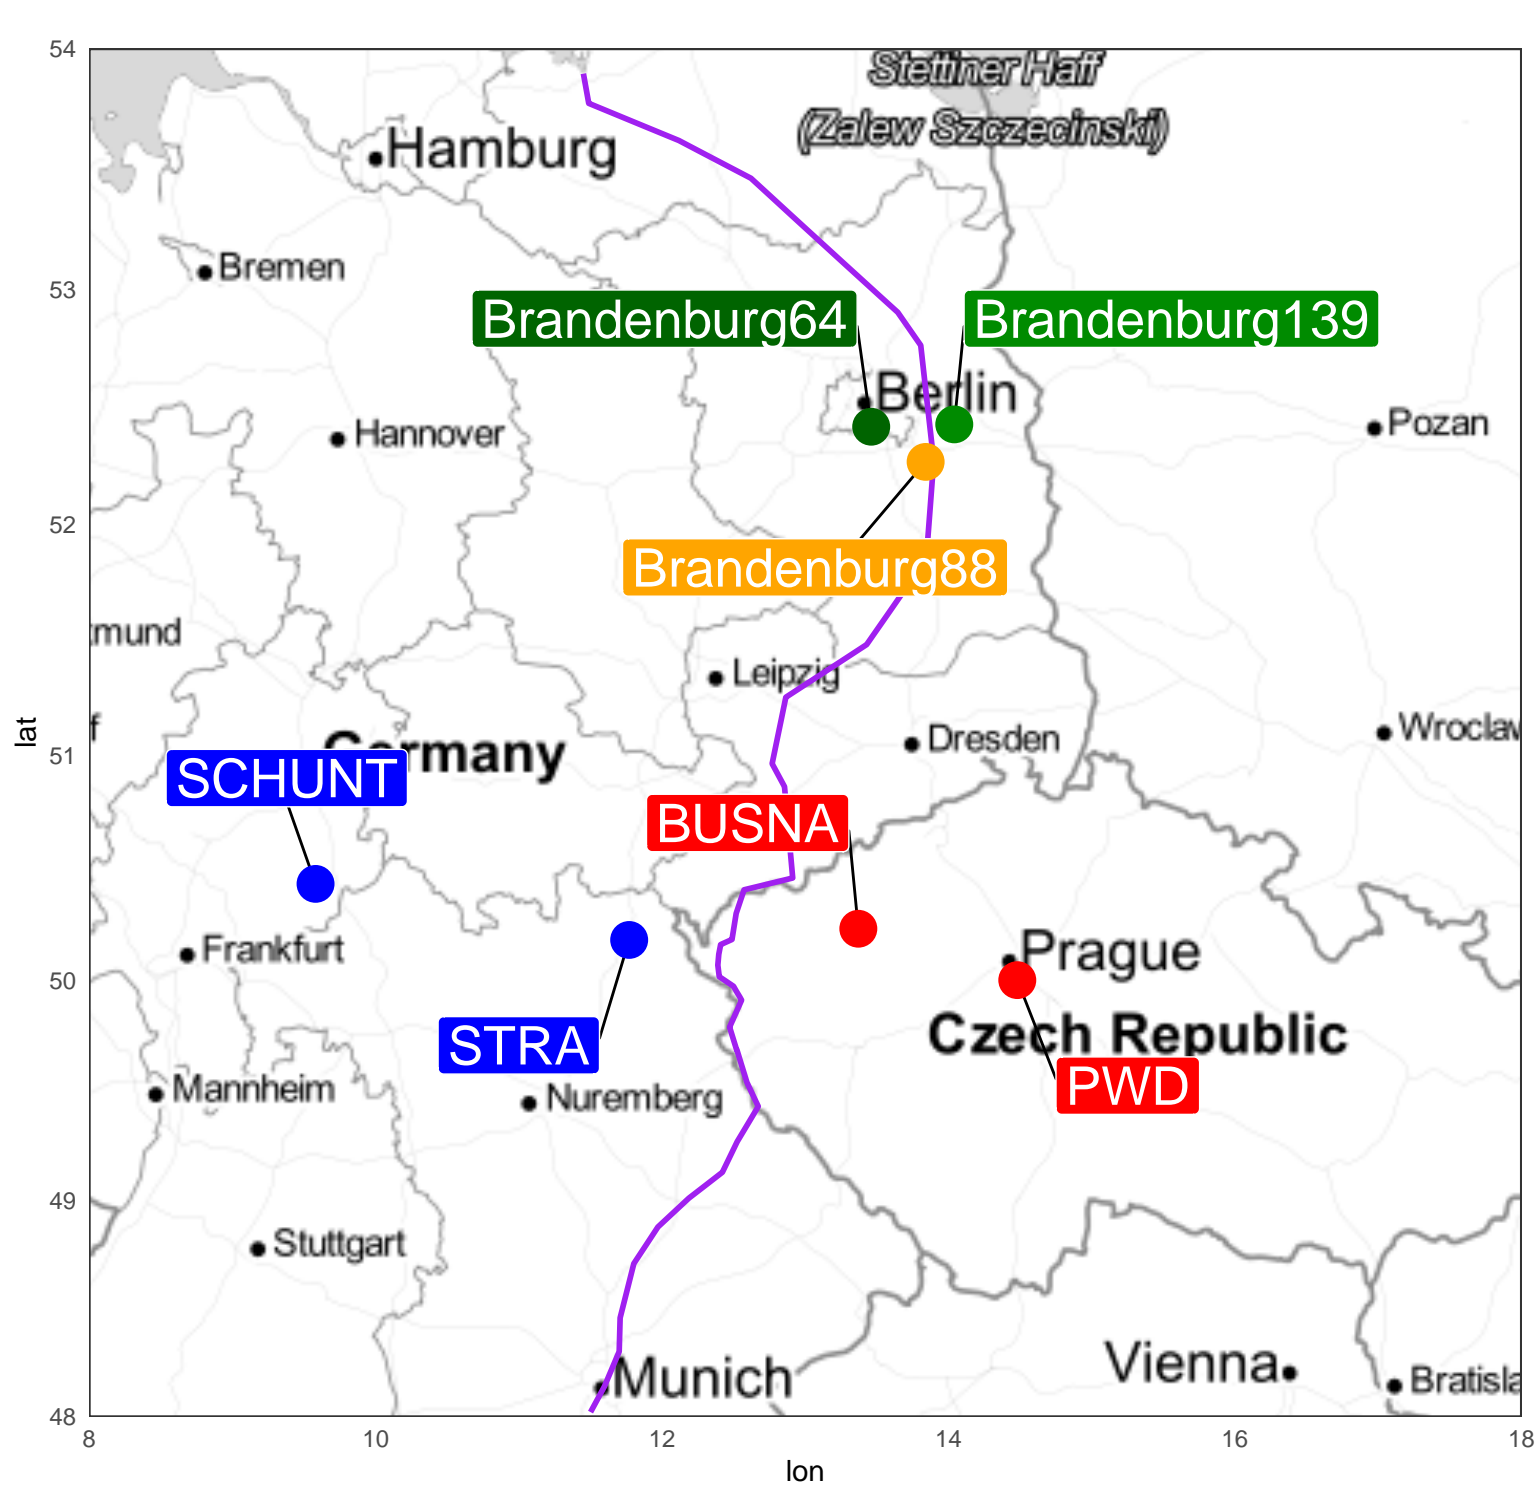 54
Stettiner Haff
(Zalew Szczecinski)
Hamburg
Bremen
53
Brandenburg64
Brandenburg139
Berlin
Pozan
Hannover
52
Brandenburg88
tmund
Leipzig
f
Wroclaw
Dresden
Germany
51
lat
SCHUNT
BUSNA
Frankfurt
Prague
50
Czech Republic
STRA
PWD
Mannheim
Nuremberg
49
Stuttgart
Munich
Vienna
Bratisla
48
8
10
12
14
16
18
lon